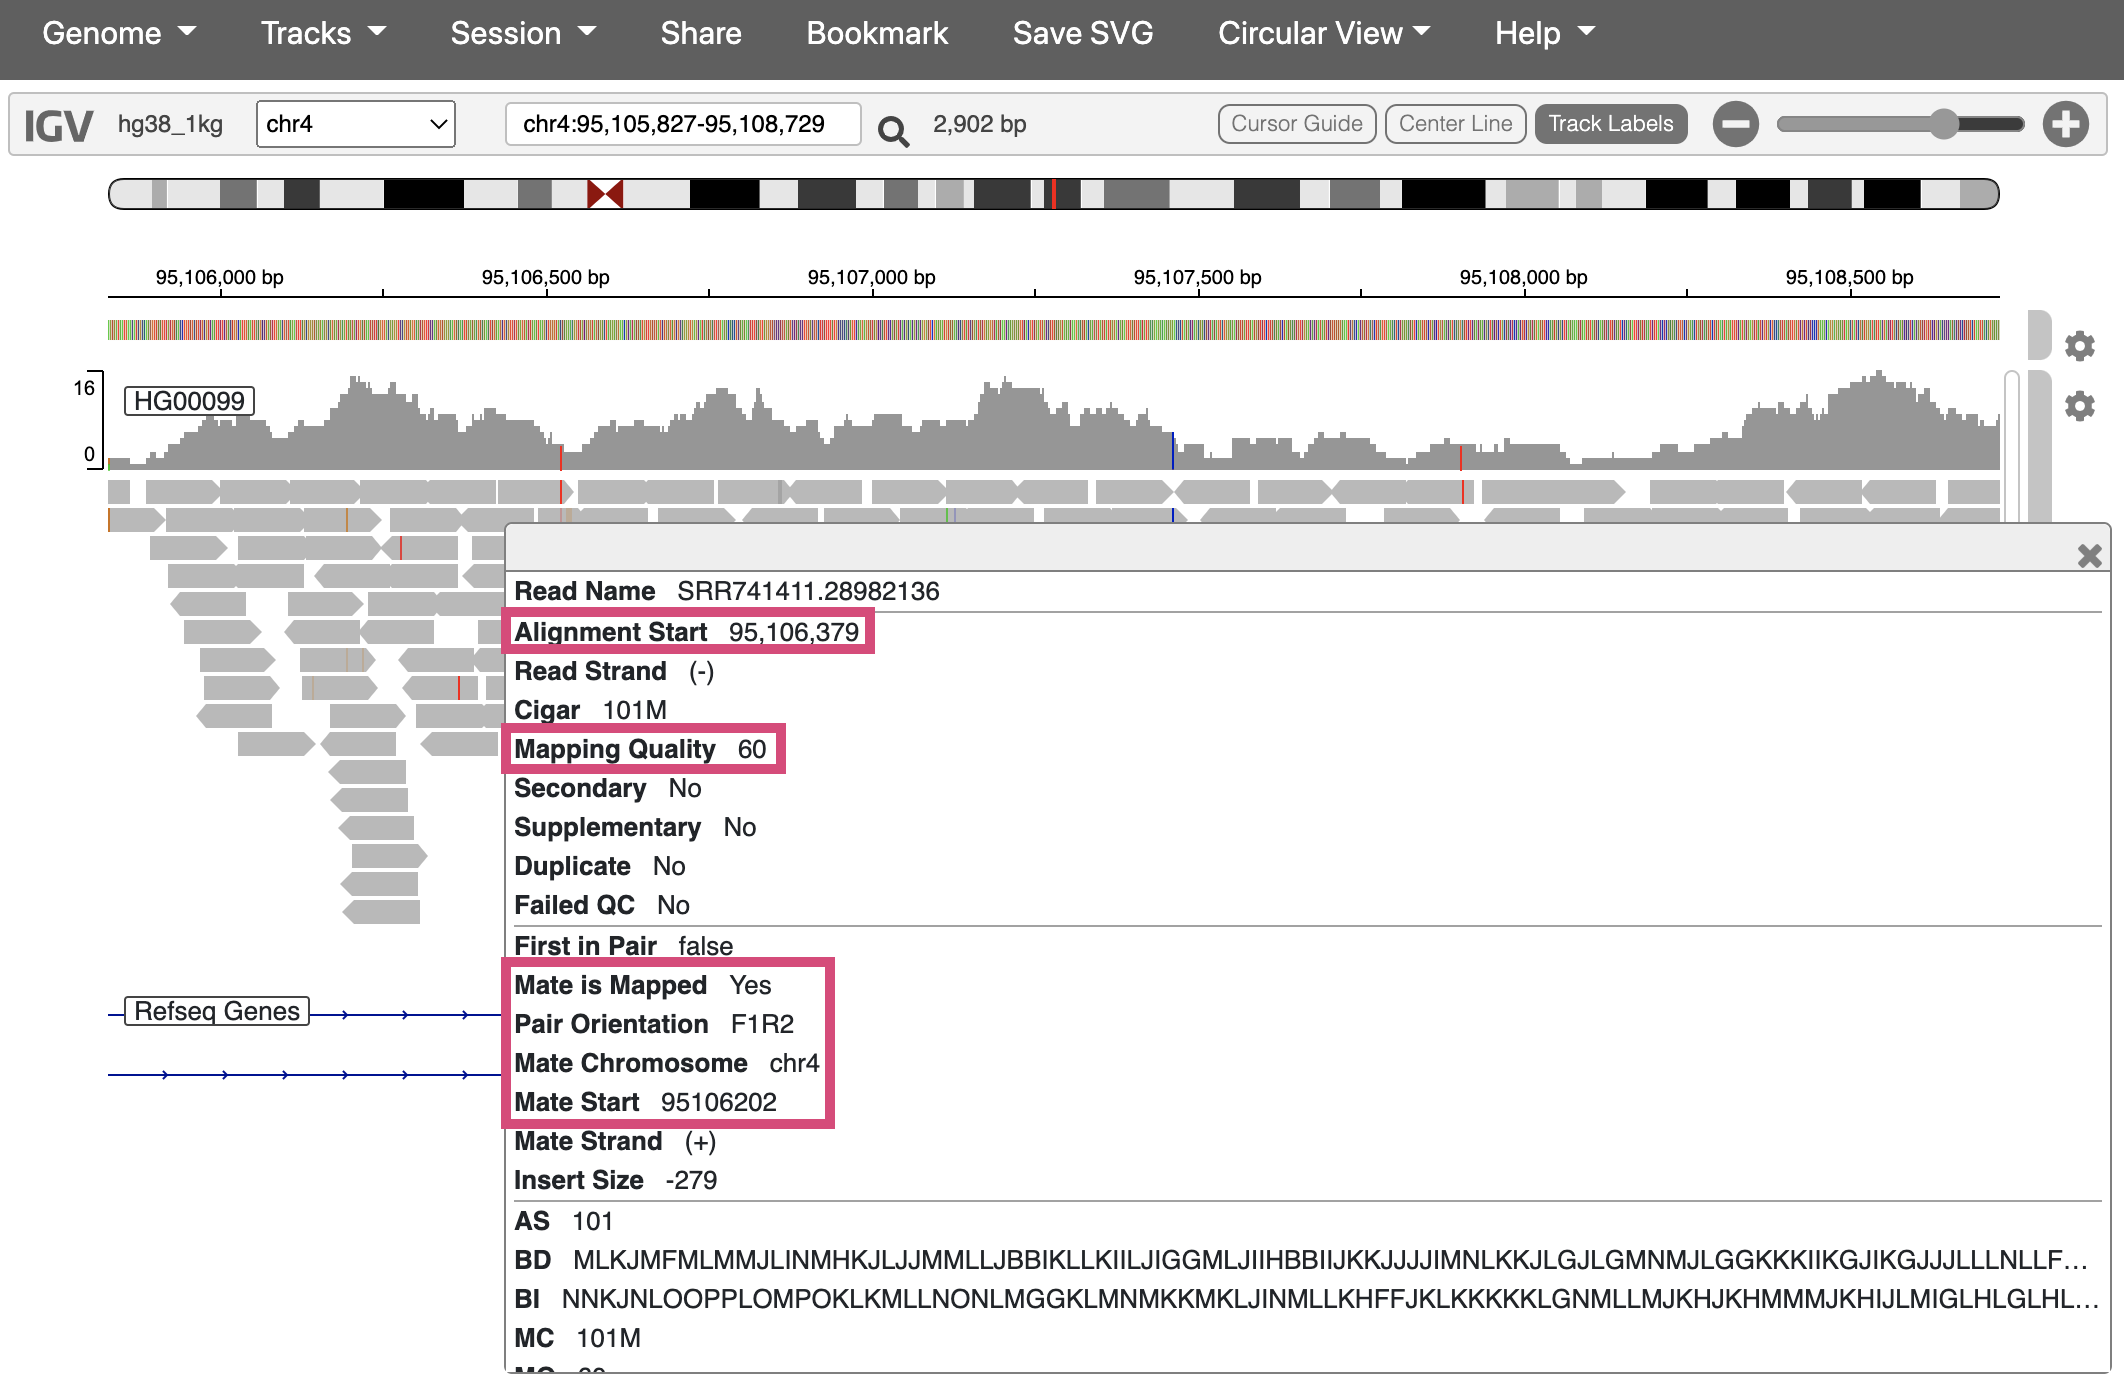 Genome Tracks Session Share Bookmark Save SVG Circular View Help
IGV hg38_1kg chr4 chr4:95,105,827-95,108,729 2,902 bp Cursor Guide Center Line Track Labels
95,106,000 bp 95,106,500 bp 95,107,000 bp 95,107,500 bp 95,108,000 bp 95,108,500 bp
16
HG00099
0
Read Name SRR741411.28982136
Alignment Start 95,106,379
Read Strand (-)
Cigar 101M
Mapping Quality 60
Secondary No
Supplementary No
Duplicate No
Failed QC No
First in Pair false
Mate is Mapped Yes
Refseq Genes
Pair Orientation F1R2
Mate Chromosome chr4
Mate Start 95106202
Mate Strand (+)
Insert Size -279
AS 101
BD MLKJMFMLMMJLINMHKJLJJMMLLJBBIKLLKIILJIGGMLJIIHBBIIJKKJJJJIMNLKKJLGJLGMNMJLGGKKKIIKGJIKGJJJLLLNLLF...
BI NNKJNLOOPPLOMPOKLKMLLNONLMGGKLMNMKKMKLJINMLLKHFFJKLKKKKKLGNMLLMJKHJKHMMMJKHIJLMIGLHLGLHL...
MC 101M